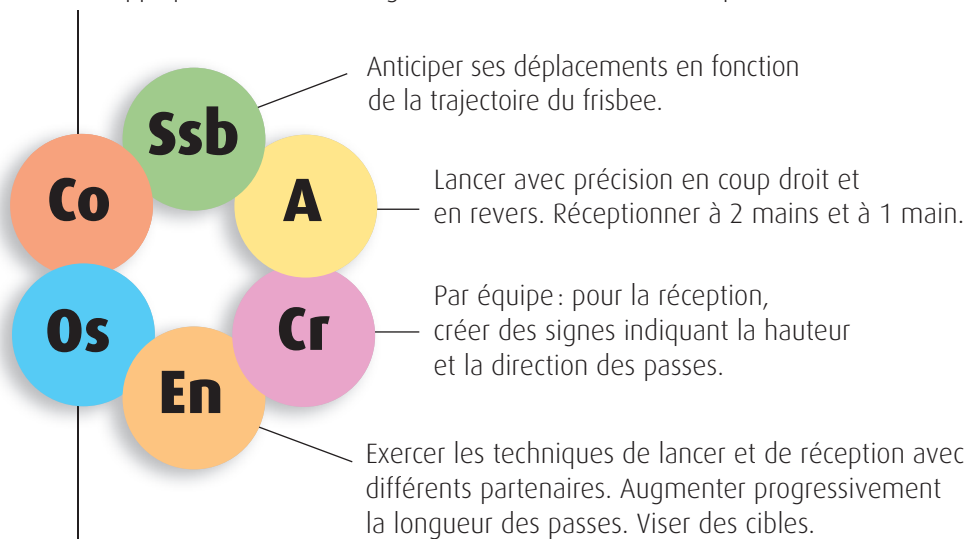 Ssb
Anticiper ses déplacements en fonction
de la trajectoire du frisbee.
Co
A
Lancer avec précision en coup droit et
en revers. Réceptionner à 2 mains et à 1 main.
Os
Cr
Par équipe : pour la réception,
créer des signes indiquant la hauteur
et la direction des passes.
En
Exercer les techniques de lancer et de réception avec
différents partenaires. Augmenter progressivement
la longueur des passes. Viser des cibles.